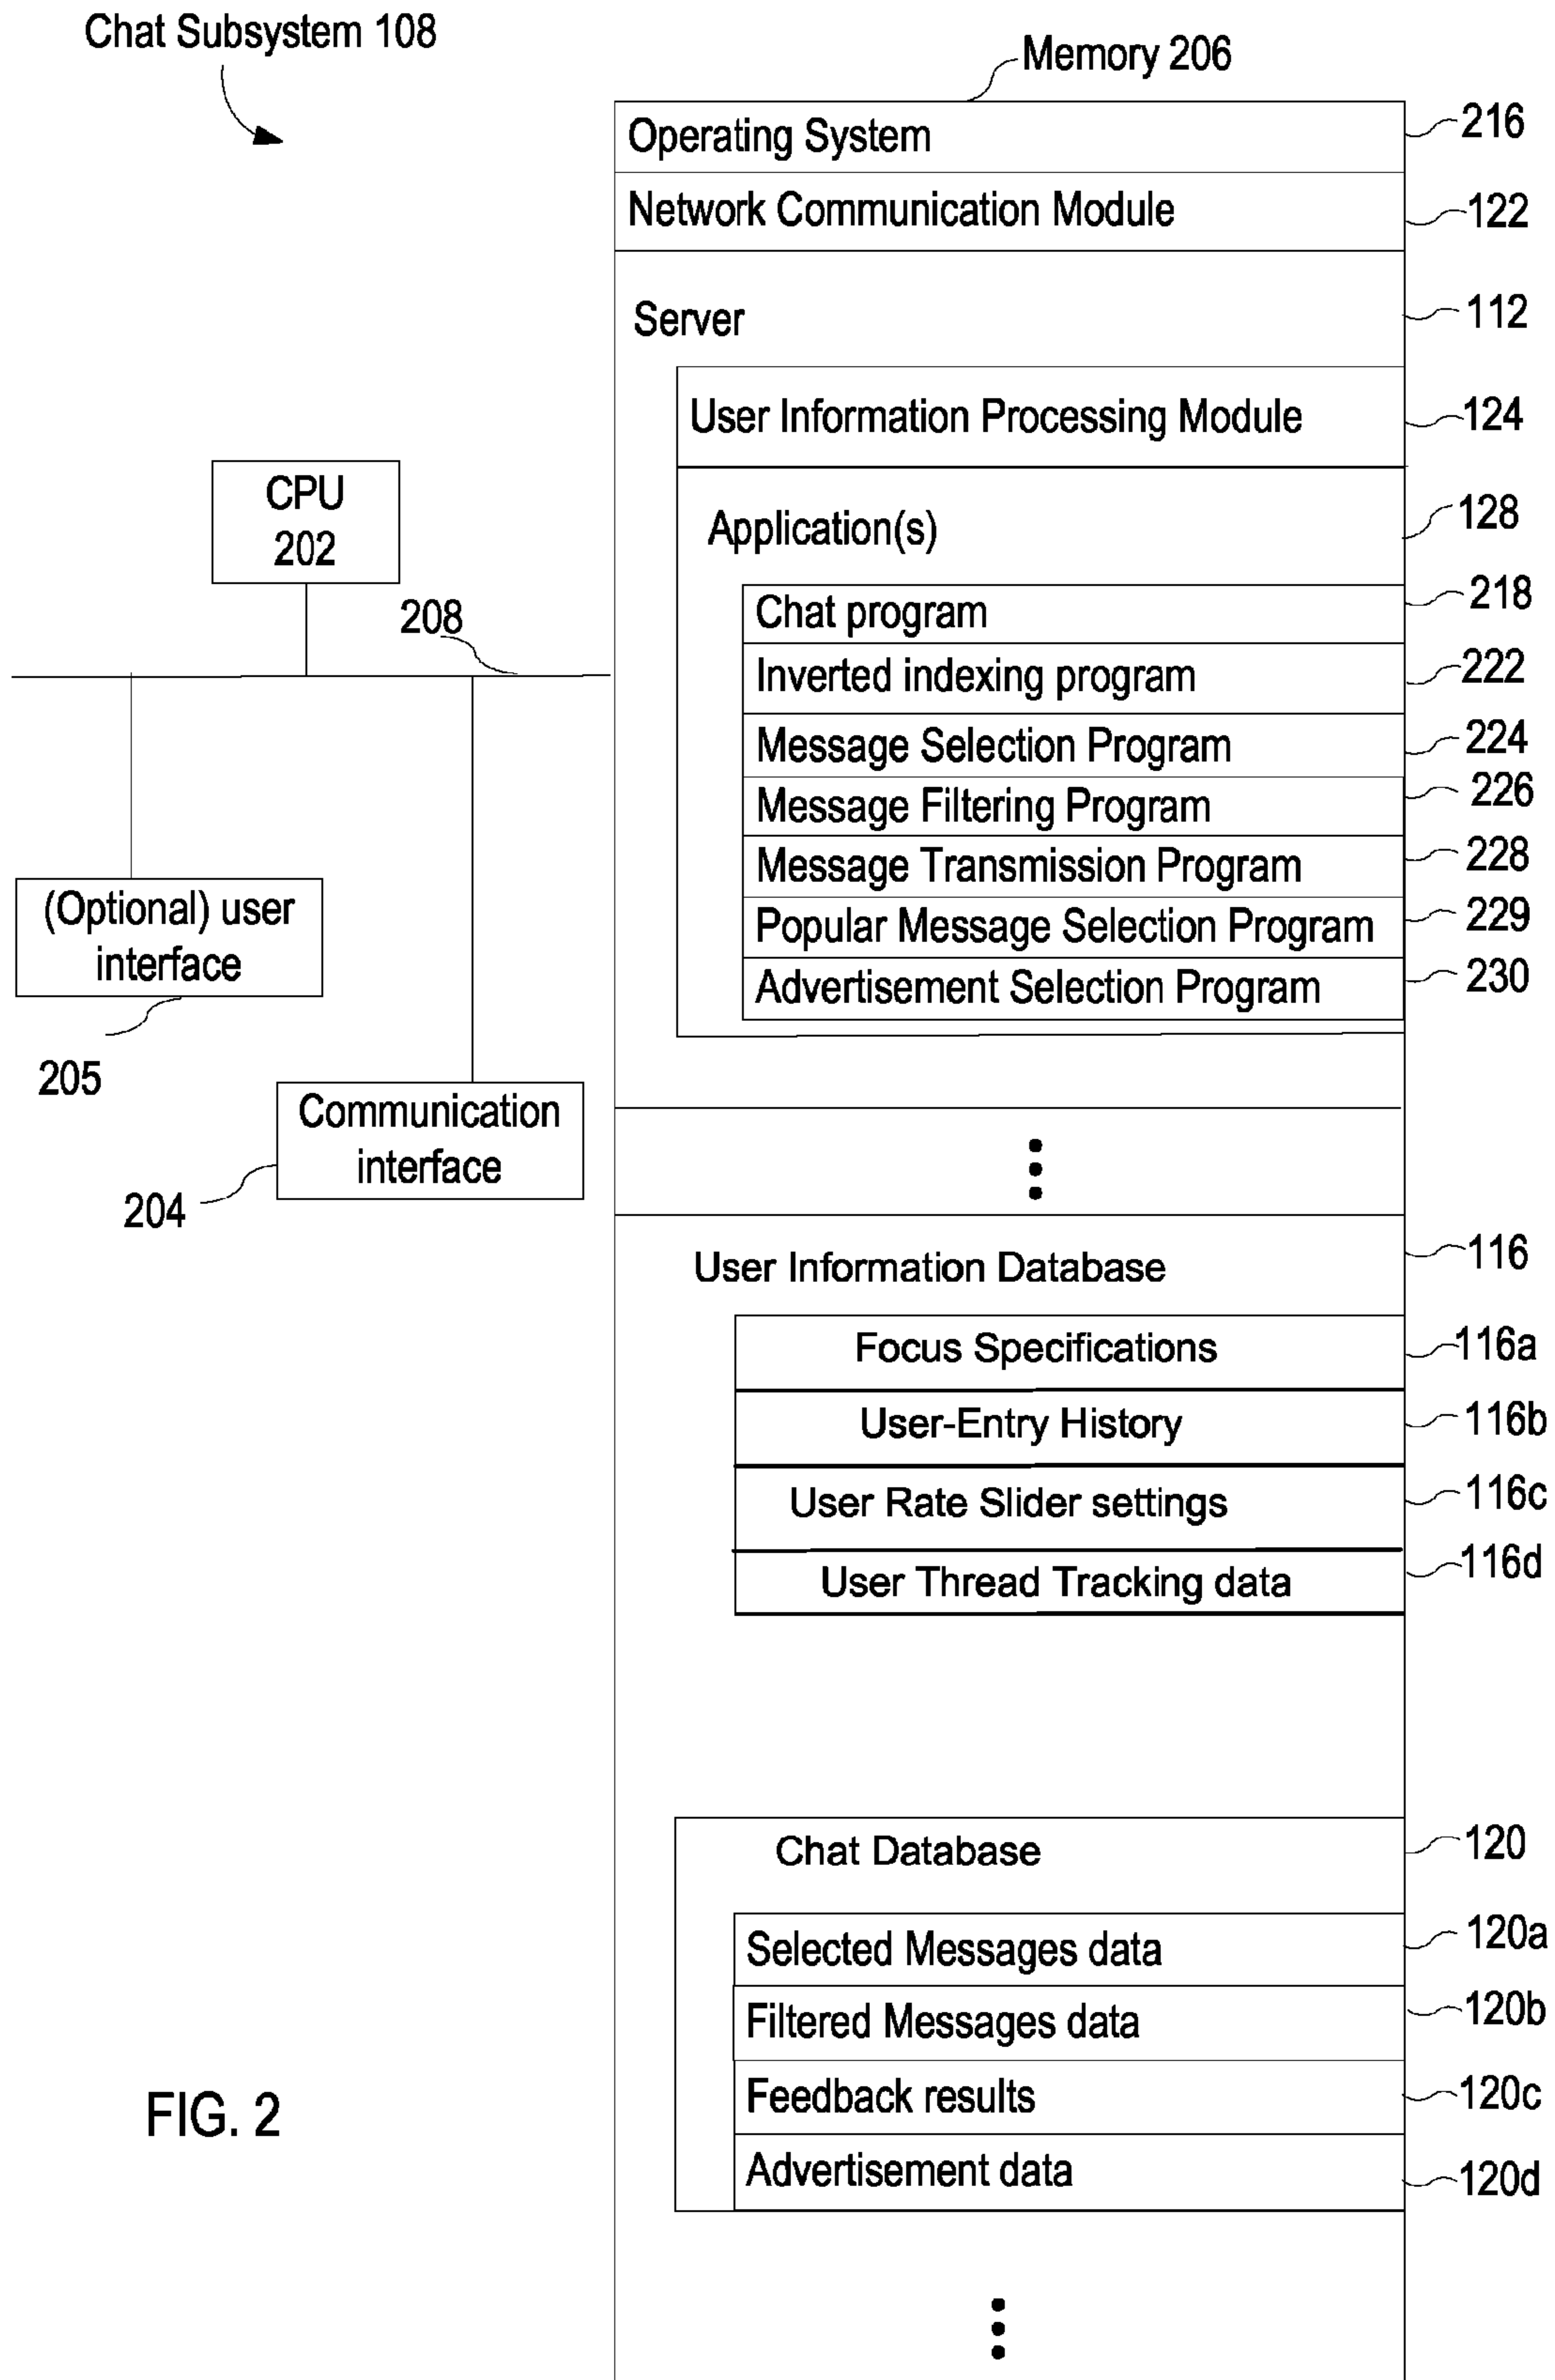 Chat Subsystem 108
Memory 206
Operating System 216
Network Communication Module 122
Server 112
User Information Processing Module 124
Application(s) 128
Chat program 218
Inverted indexing program 222
Message Selection Program 224
Message Filtering Program 226
Message Transmission Program 228
Popular Message Selection Program 229
Advertisement Selection Program 230
CPU
202
208
(Optional) user
interface
205
Communication
interface
204
User Information Database 116
Focus Specifications 116a
User-Entry History 116b
User Rate Slider settings 116c
User Thread Tracking data 116d
Chat Database 120
Selected Messages data 120a
Filtered Messages data 120b
Feedback results 120c
Advertisement data 120d
FIG. 2